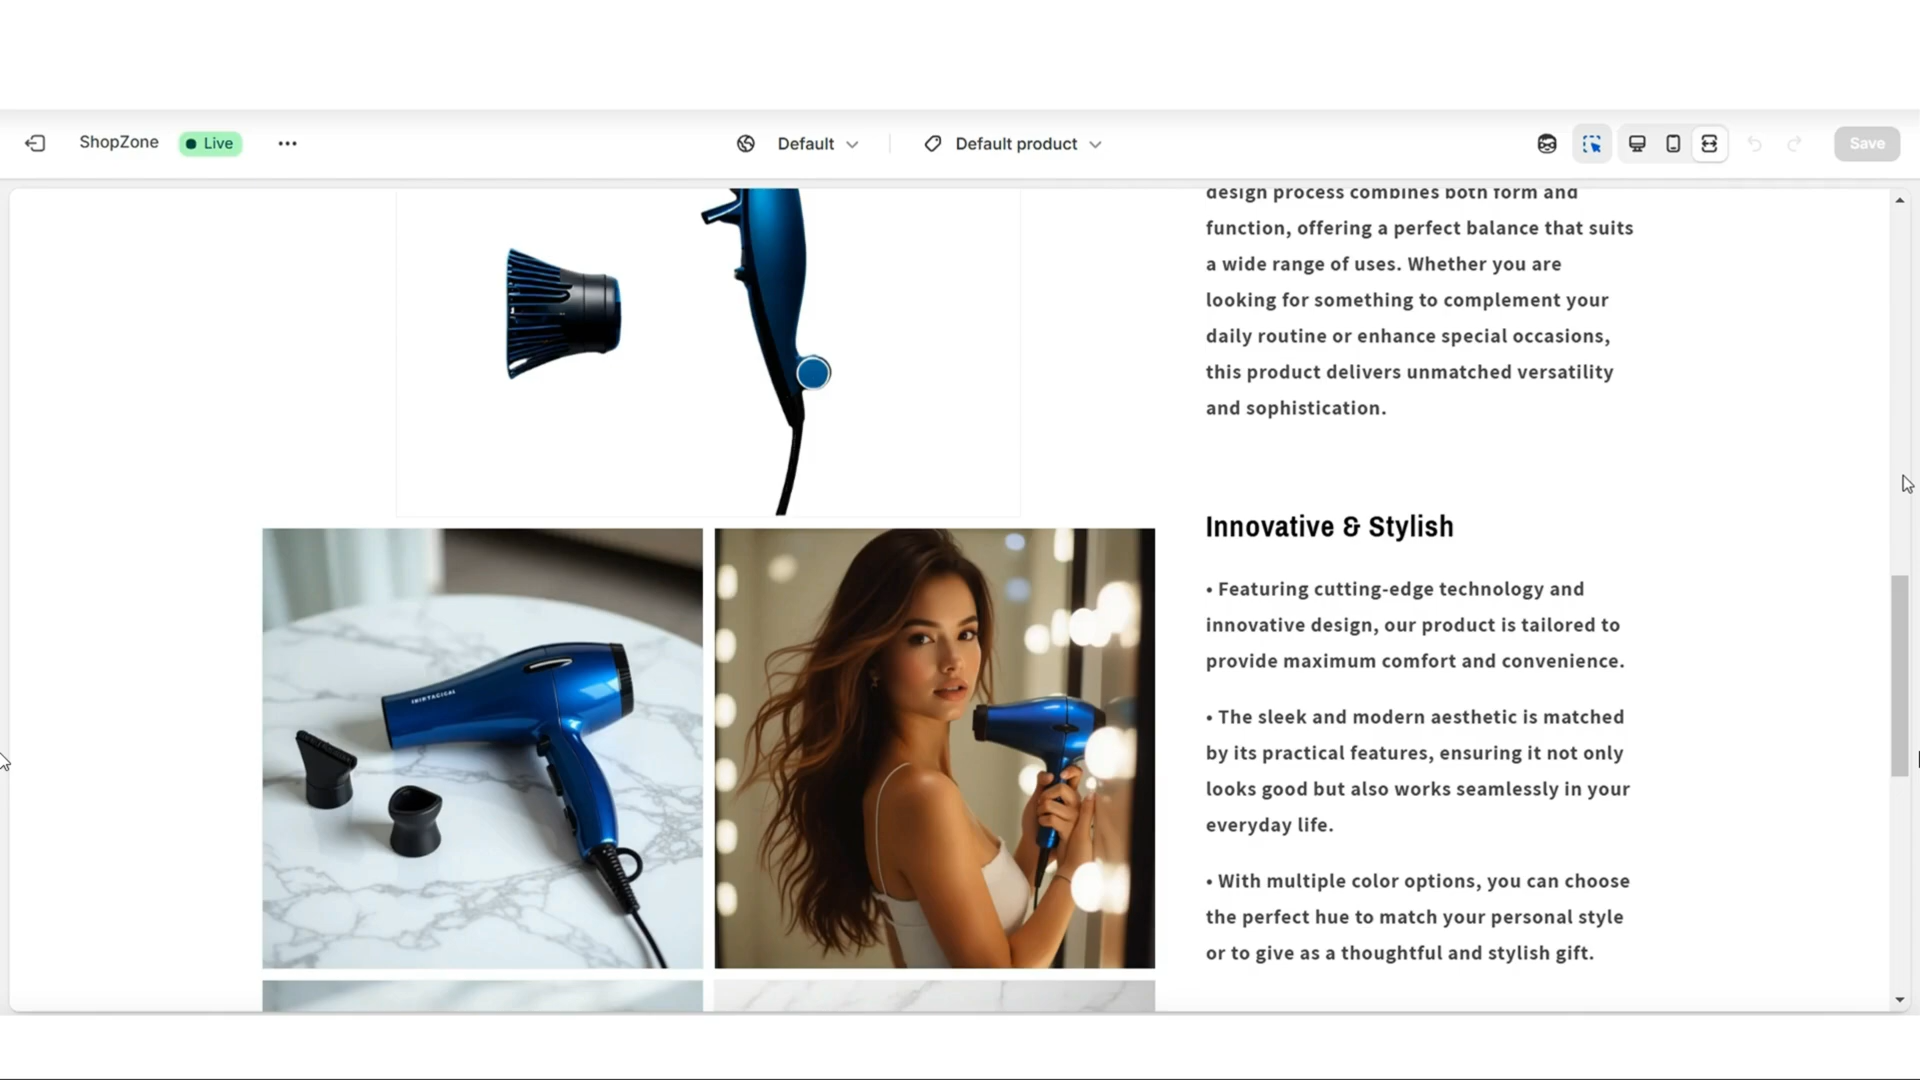 ShopZone
Live
Default
Default product
Save
design process combines both form and
function, offering a perfect balance that suits
a wide range of uses. Whether you are
looking for something to complement your
daily routine or enhance special occasions,
this product delivers unmatched versatility
and sophistication.
Innovative & Stylish
• Featuring cutting-edge technology and
innovative design, our product is tailored to
provide maximum comfort and convenience.
• The sleek and modern aesthetic is matched
by its practical features, ensuring it not only
looks good but also works seamlessly in your
everyday life.
• With multiple color options, you can choose
the perfect hue to match your personal style
or to give as a thoughtful and stylish gift.